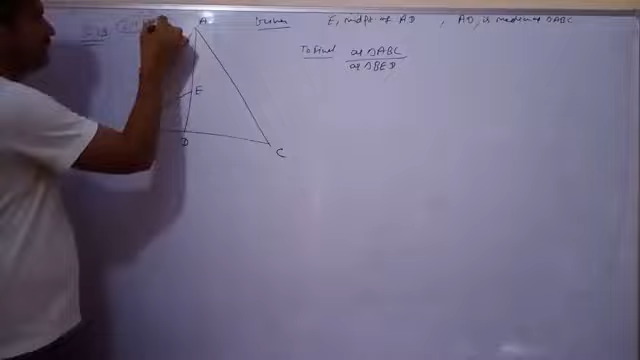 Given E, midpt of AD , AD, is median of ΔABC
A
To find ar ΔABC
ar ΔBED
E
D
C